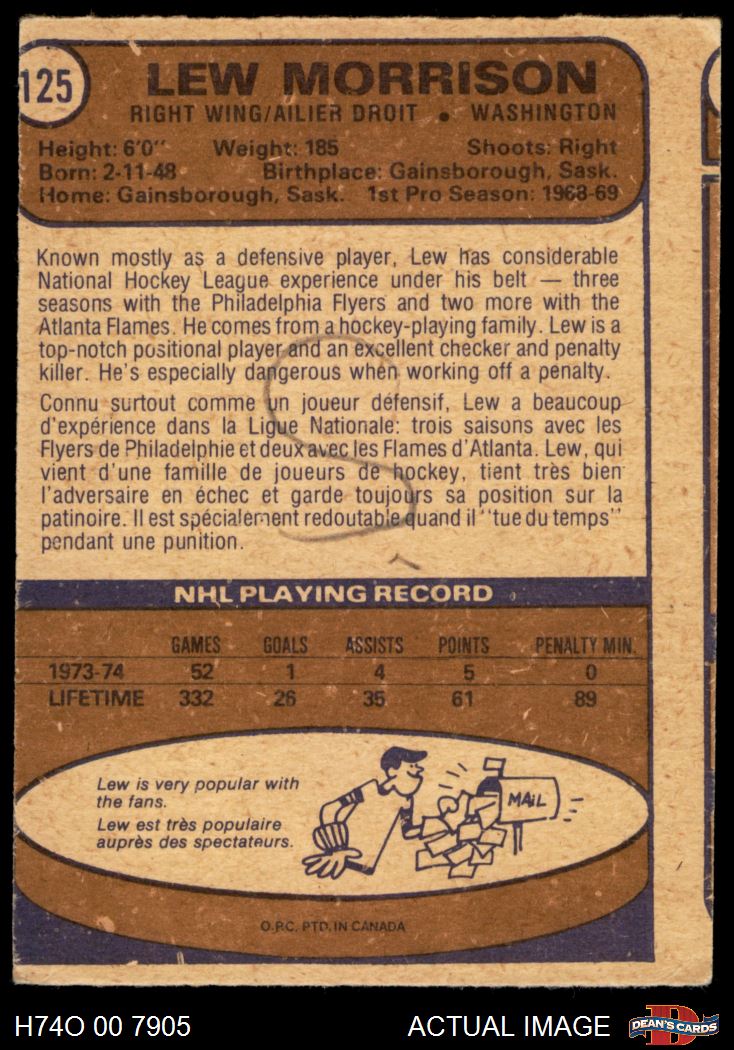 125
LEW MORRISON
RIGHT WING/AILIER DROIT • WASHINGTON
Height: 6'0" Weight: 185 Shoots: Right
Born: 2-11-48 Birthplace: Gainsborough, Sask.
Home: Gainsborough, Sask. 1st Pro Season: 1968-69
Known mostly as a defensive player, Lew has considerable
National Hockey League experience under his belt — three
seasons with the Philadelphia Flyers and two more with the
Atlanta Flames. He comes from a hockey-playing family. Lew is a
top-notch positional player and an excellent checker and penalty
killer. He's especially dangerous when working off a penalty.
Connu surtout comme un joueur défensif, Lew a beaucoup
d'expérience dans la Ligue Nationale: trois saisons avec les
Flyers de Philadelphie et deux avec les Flames d'Atlanta. Lew, qui
vient d'une famille de joueurs de hockey, tient très bien
l'adversaire en échec et garde toujours sa position sur la
patinoire. Il est spécialement redoutable quand il "tue du temps"
pendant une punition.
NHL PLAYING RECORD
GAMES GOALS ASSISTS POINTS PENALTY MIN.
1973-74 52 1 4 5 0
LIFETIME 332 26 35 61 89
Lew is very popular with
the fans.
Lew est très populaire
auprès des spectateurs.
MAIL
O.P.C. PTD. IN CANADA
H74O 00 7905 ACTUAL IMAGE DEAN'S CARDS